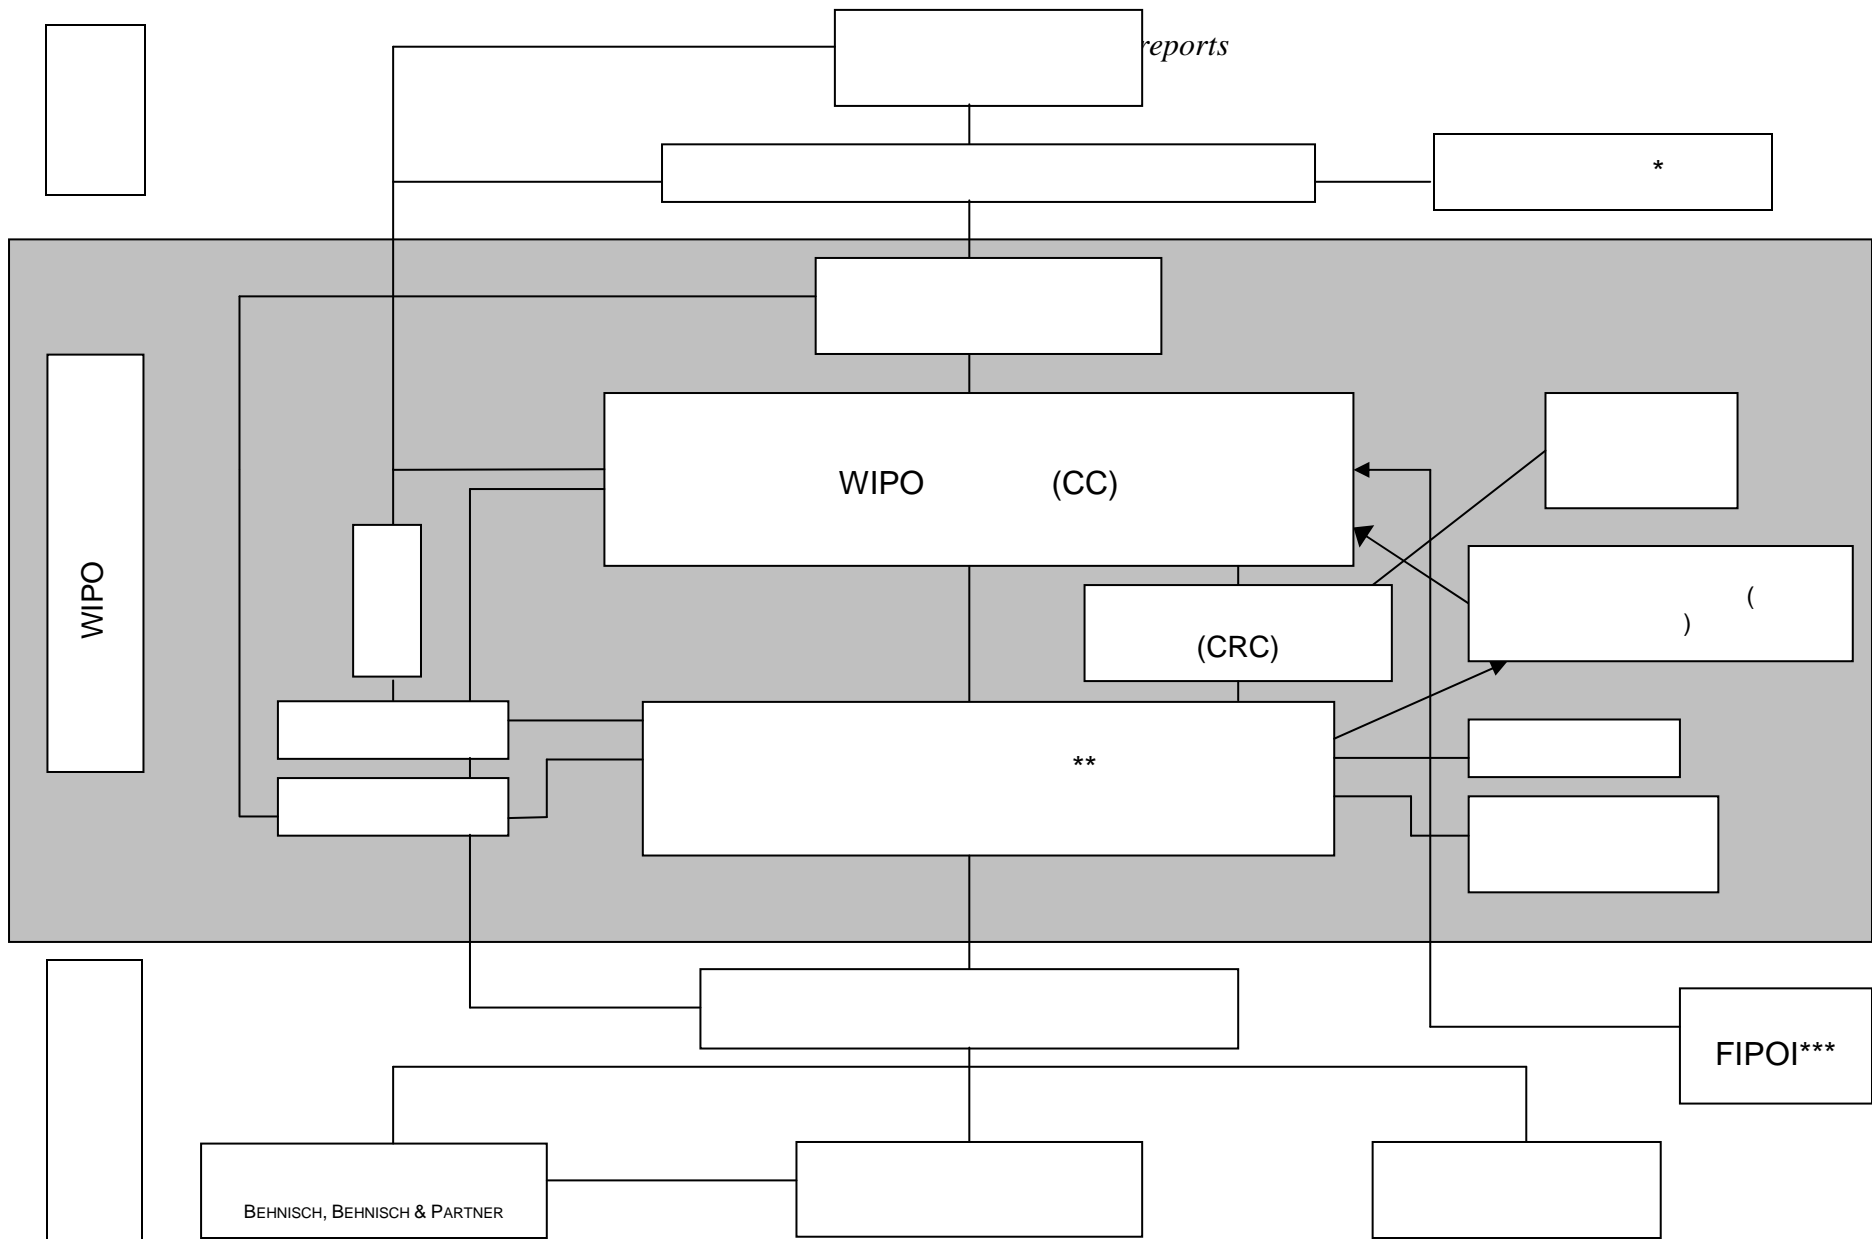 reports
*
WIPO (CC)
WIPO
(
)
(CRC)
**
FIPOI***
BEHNISCH, BEHNISCH & PARTNER